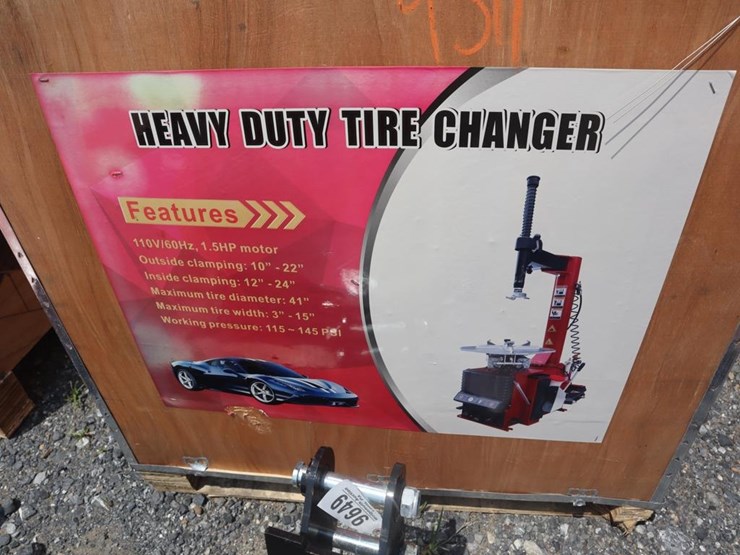 HEAVY DUTY TIRE CHANGER
Features
110V/60Hz, 1.5HP motor
Outside clamping: 10" - 22"
Inside clamping: 12" - 24"
Maximum tire diameter: 41"
Maximum tire width: 3" - 15"
Working pressure: 115 ~ 145 PSI
9649